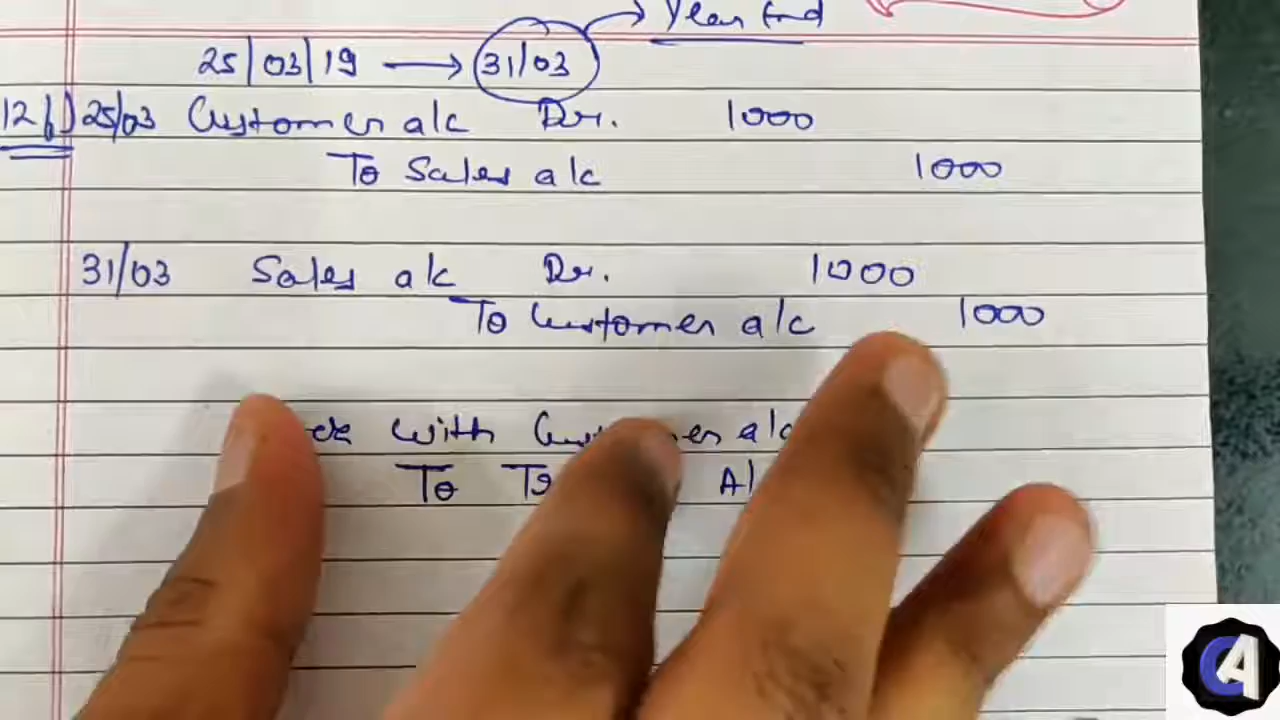 Year End
25/03/19 → 31/03
12 b) 25/03 Customer a/c Dr. 1000
To Sales a/c 1000
31/03 Sales a/c Dr. 1000
To Customer a/c 1000
with a/c
To
CA